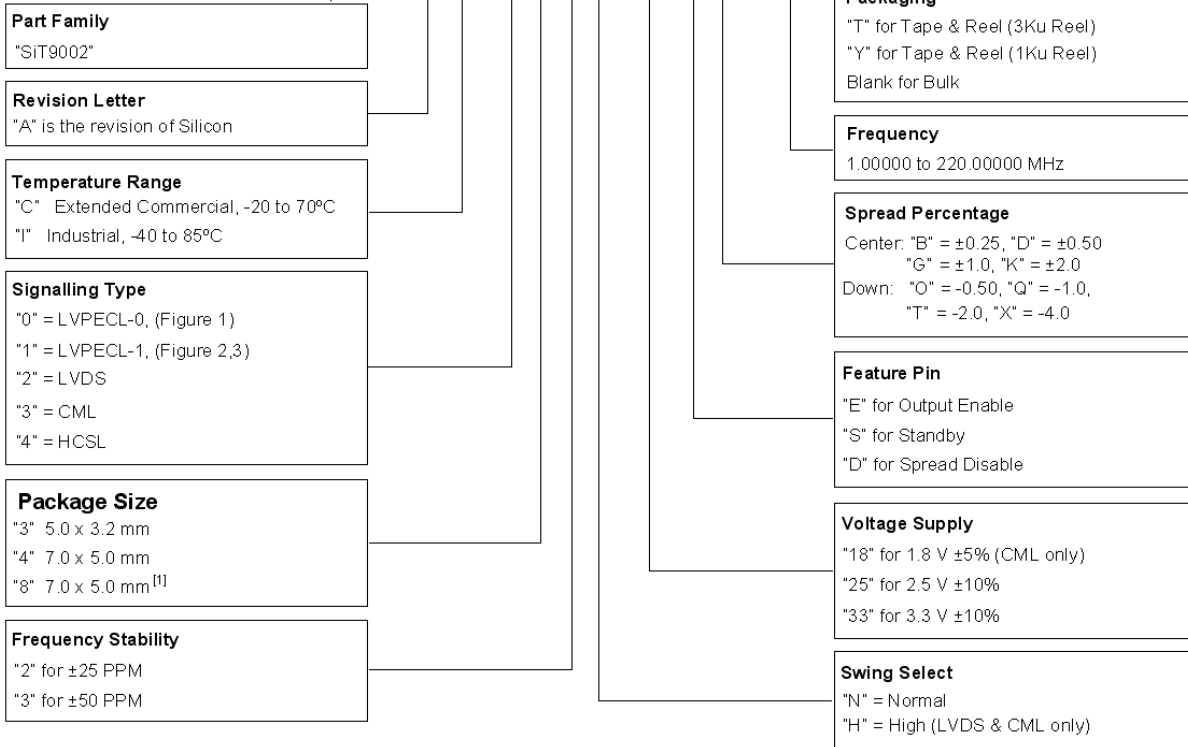 Part Family
"SiT9002"
Revision Letter
"A" is the revision of Silicon
Temperature Range
"C" Extended Commercial, -20 to 70ºC
"I" Industrial, -40 to 85ºC
Signalling Type
"0" = LVPECL-0, (Figure 1)
"1" = LVPECL-1, (Figure 2,3)
"2" = LVDS
"3" = CML
"4" = HCSL
Package Size
"3" 5.0 x 3.2 mm
"4" 7.0 x 5.0 mm
"8" 7.0 x 5.0 mm [1]
Frequency Stability
"2" for ±25 PPM
"3" for ±50 PPM
Packaging
"T" for Tape & Reel (3Ku Reel)
"Y" for Tape & Reel (1Ku Reel)
Blank for Bulk
Frequency
1.00000 to 220.00000 MHz
Spread Percentage
Center: "B" = ±0.25, "D" = ±0.50
"G" = ±1.0, "K" = ±2.0
Down: "O" = -0.50, "Q" = -1.0,
"T" = -2.0, "X" = -4.0
Feature Pin
"E" for Output Enable
"S" for Standby
"D" for Spread Disable
Voltage Supply
"18" for 1.8 V ±5% (CML only)
"25" for 2.5 V ±10%
"33" for 3.3 V ±10%
Swing Select
"N" = Normal
"H" = High (LVDS & CML only)